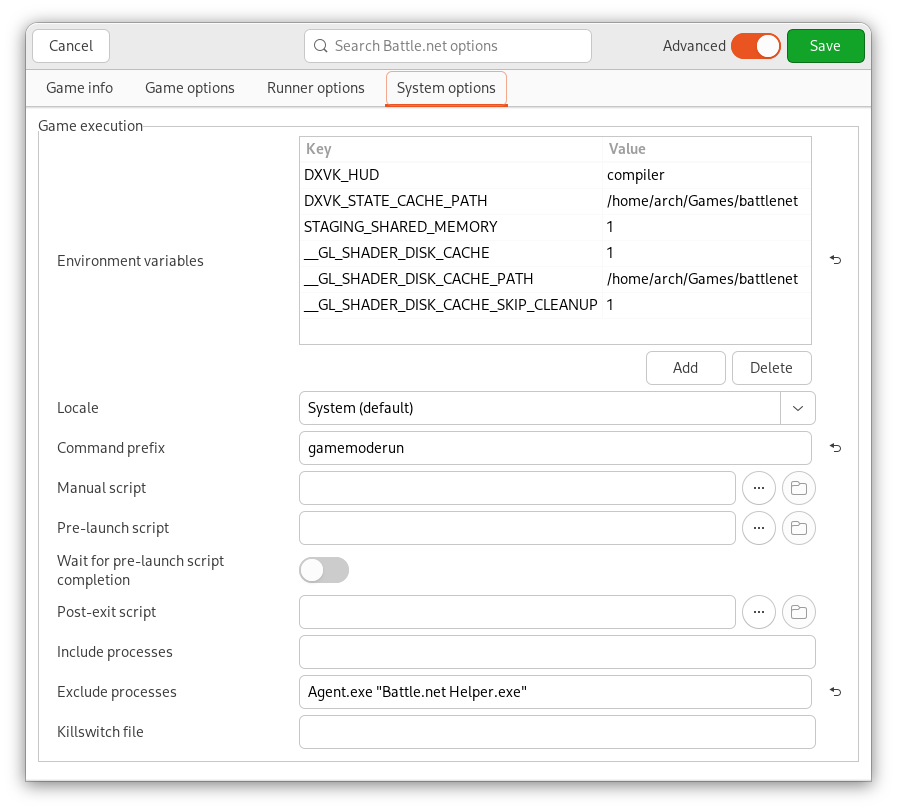 Cancel
Search Battle.net options
Advanced
Save
Game info Game options Runner options System options
Game execution
Key Value
DXVK_HUD compiler
DXVK_STATE_CACHE_PATH /home/arch/Games/battlenet
STAGING_SHARED_MEMORY 1
Environment variables
__GL_SHADER_DISK_CACHE 1
__GL_SHADER_DISK_CACHE_PATH /home/arch/Games/battlenet
__GL_SHADER_DISK_CACHE_SKIP_CLEANUP 1
Add Delete
Locale System (default)
Command prefix gamemoderun
Manual script
Pre-launch script
Wait for pre-launch script
completion
Post-exit script
Include processes
Exclude processes Agent.exe "Battle.net Helper.exe"
Killswitch file